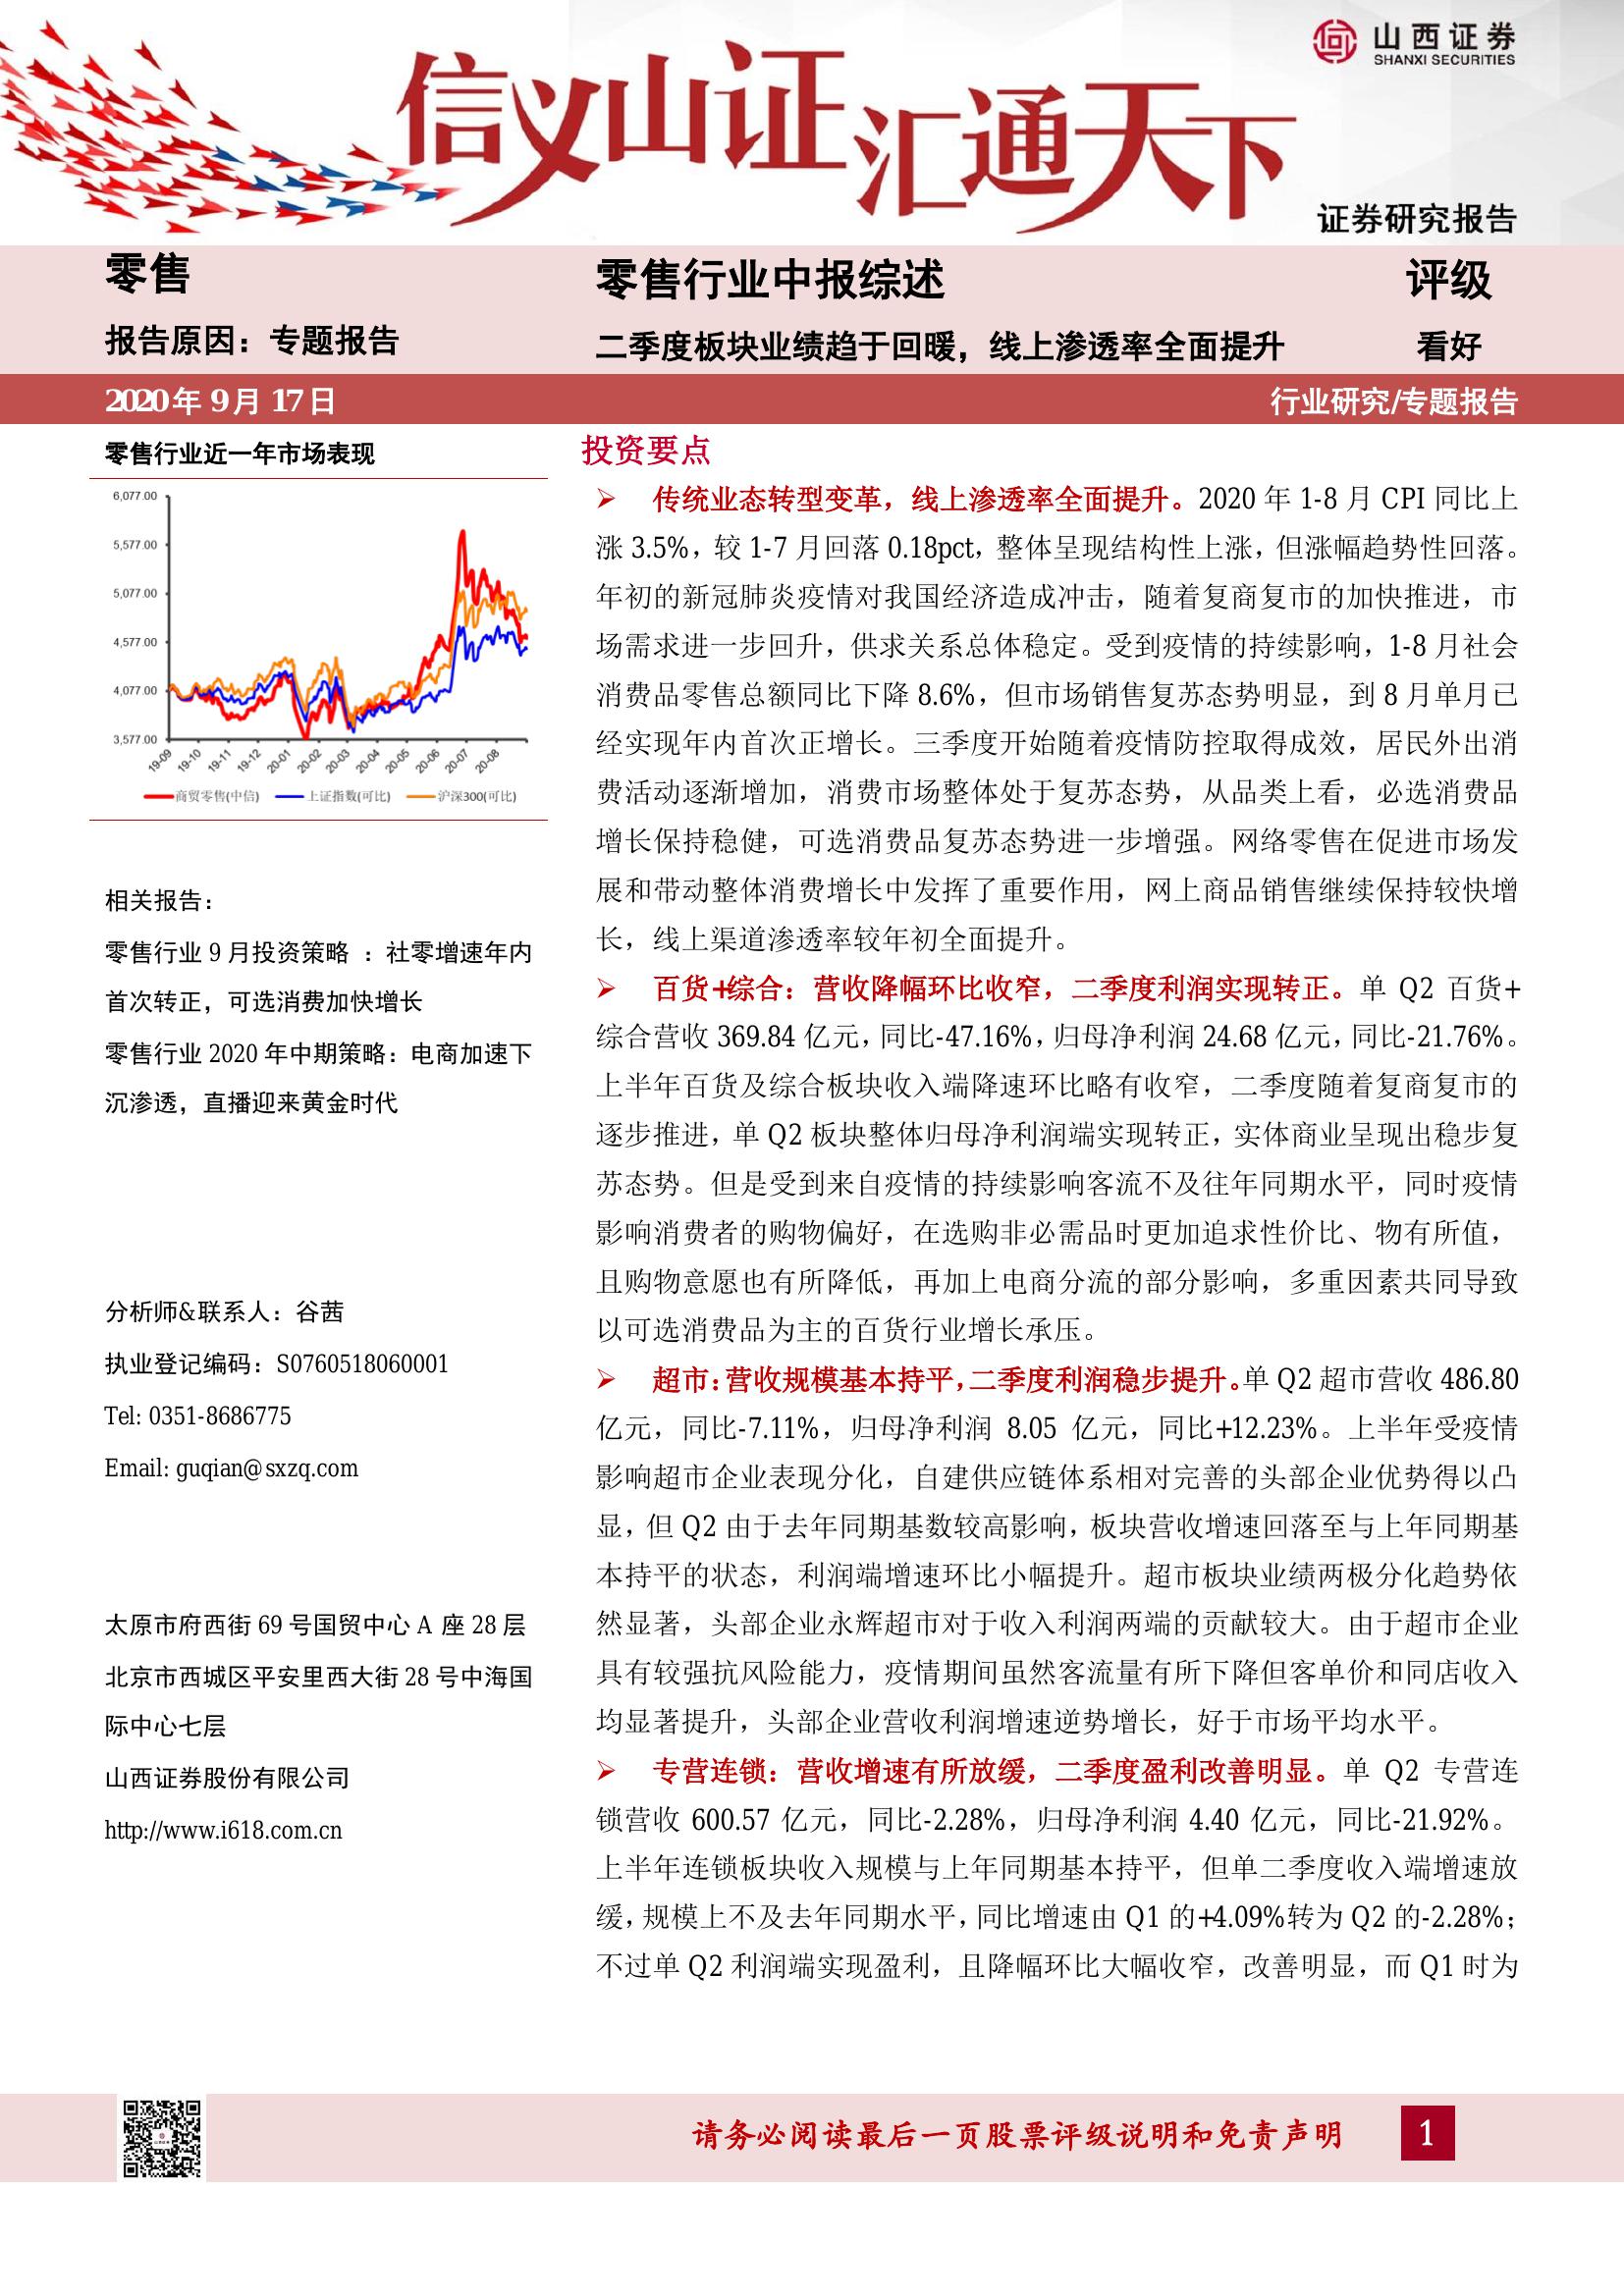 信义山证汇通天下
山西证券
SHANXI SECURITIES
证券研究报告
零售
报告原因：专题报告
零售行业中报综述
评级
二季度板块业绩趋于回暖，线上渗透率全面提升
看好
2020年9月17日
行业研究/专题报告
零售行业近一年市场表现
6,077.00
5,577.00
5,077.00
4,577.00
4,077.00
3,577.00
19-09 19-10 19-11 19-12 20-01 20-02 20-03 20-04 20-05 20-06 20-07 20-08
商贸零售(中信) 上证指数(可比) 沪深300(可比)
相关报告：
零售行业 9 月投资策略 ：社零增速年内
首次转正，可选消费加快增长
零售行业 2020 年中期策略：电商加速下
沉渗透，直播迎来黄金时代
分析师&联系人：谷茜
执业登记编码：S0760518060001
Tel: 0351-8686775
Email: guqian@sxzq.com
太原市府西街 69 号国贸中心 A 座 28 层
北京市西城区平安里西大街 28 号中海国
际中心七层
山西证券股份有限公司
http://www.i618.com.cn
投资要点
➢ 传统业态转型变革，线上渗透率全面提升。2020 年 1-8 月 CPI 同比上
涨 3.5%，较 1-7 月回落 0.18pct，整体呈现结构性上涨，但涨幅趋势性回落。
年初的新冠肺炎疫情对我国经济造成冲击，随着复商复市的加快推进，市
场需求进一步回升，供求关系总体稳定。受到疫情的持续影响，1-8 月社会
消费品零售总额同比下降 8.6%，但市场销售复苏态势明显，到 8 月单月已
经实现年内首次正增长。三季度开始随着疫情防控取得成效，居民外出消
费活动逐渐增加，消费市场整体处于复苏态势，从品类上看，必选消费品
增长保持稳健，可选消费品复苏态势进一步增强。网络零售在促进市场发
展和带动整体消费增长中发挥了重要作用，网上商品销售继续保持较快增
长，线上渠道渗透率较年初全面提升。
➢ 百货+综合：营收降幅环比收窄，二季度利润实现转正。单 Q2 百货+
综合营收 369.84 亿元，同比-47.16%，归母净利润 24.68 亿元，同比-21.76%。
上半年百货及综合板块收入端降速环比略有收窄，二季度随着复商复市的
逐步推进，单 Q2 板块整体归母净利润端实现转正，实体商业呈现出稳步复
苏态势。但是受到来自疫情的持续影响客流不及往年同期水平，同时疫情
影响消费者的购物偏好，在选购非必需品时更加追求性价比、物有所值，
且购物意愿也有所降低，再加上电商分流的部分影响，多重因素共同导致
以可选消费品为主的百货行业增长承压。
➢ 超市：营收规模基本持平，二季度利润稳步提升。单 Q2 超市营收 486.80
亿元，同比-7.11%，归母净利润 8.05 亿元，同比+12.23%。上半年受疫情
影响超市企业表现分化，自建供应链体系相对完善的头部企业优势得以凸
显，但 Q2 由于去年同期基数较高影响，板块营收增速回落至与上年同期基
本持平的状态，利润端增速环比小幅提升。超市板块业绩两极分化趋势依
然显著，头部企业永辉超市对于收入利润两端的贡献较大。由于超市企业
具有较强抗风险能力，疫情期间虽然客流量有所下降但客单价和同店收入
均显著提升，头部企业营收利润增速逆势增长，好于市场平均水平。
➢ 专营连锁：营收增速有所放缓，二季度盈利改善明显。单 Q2 专营连
锁营收 600.57 亿元，同比-2.28%，归母净利润 4.40 亿元，同比-21.92%。
上半年连锁板块收入规模与上年同期基本持平，但单二季度收入端增速放
缓，规模上不及去年同期水平，同比增速由 Q1 的+4.09%转为 Q2 的-2.28%；
不过单 Q2 利润端实现盈利，且降幅环比大幅收窄，改善明显，而 Q1 时为
请务必阅读最后一页股票评级说明和免责声明
1